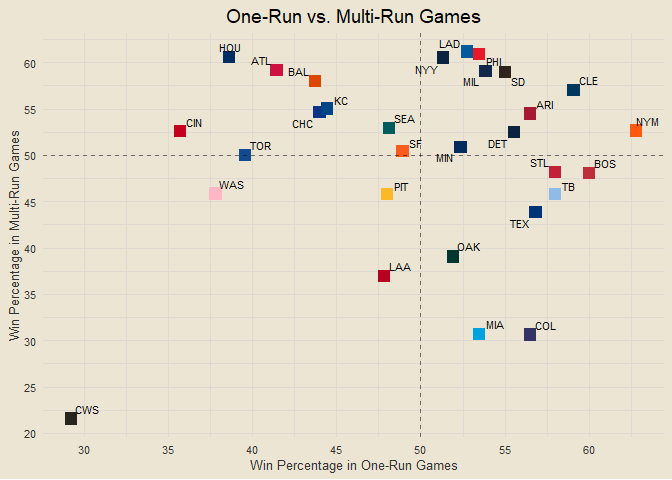 One-Run vs. Multi-Run Games
HOU
LAD
ATL
PHI
60
BAL
NYY
MIL
SD
CLE
KC
ARI
55
CHC
CIN
SEA
NYM
DET
TOR
SF
50
MIN
STL
BOS
WAS
PIT
TB
45
TEX
OAK
40
LAA
35
MIA
COL
30
25
CWS
20
30
35
40
45
50
55
60
Win Percentage in One-Run Games
Win Percentage in Multi-Run Games